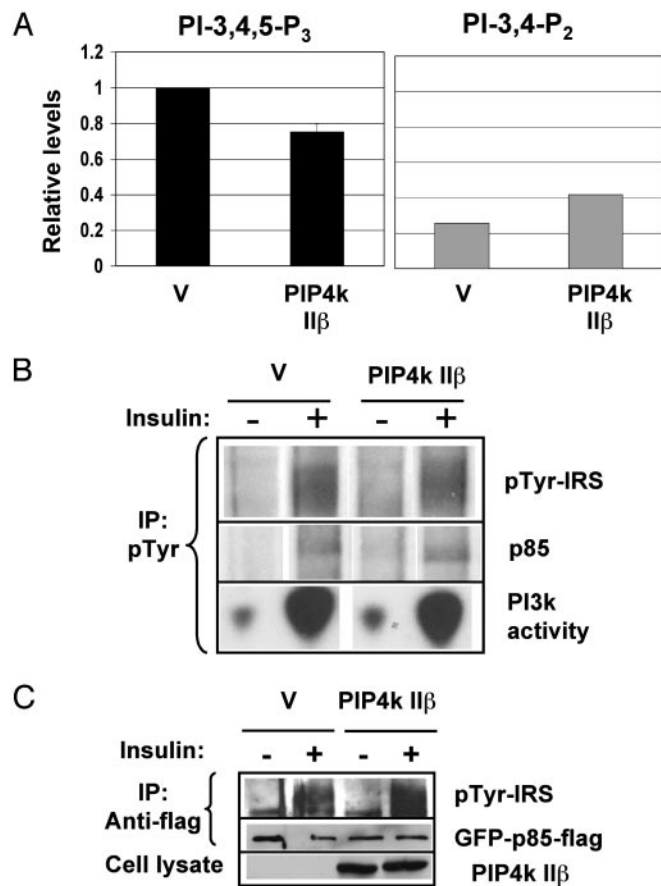 A
PI-3,4,5-P3 PI-3,4-P2
Relative levels
1.2
1
0.8
0.6
0.4
0.2
0
V PIP4k IIβ V PIP4k IIβ
B
V PIP4k IIβ
Insulin: - + - +
IP: pTyr
pTyr-IRS
p85
PI3k activity
C
V PIP4k IIβ
Insulin: - + - +
IP: Anti-flag
pTyr-IRS
GFP-p85-flag
Cell lysate PIP4k IIβ